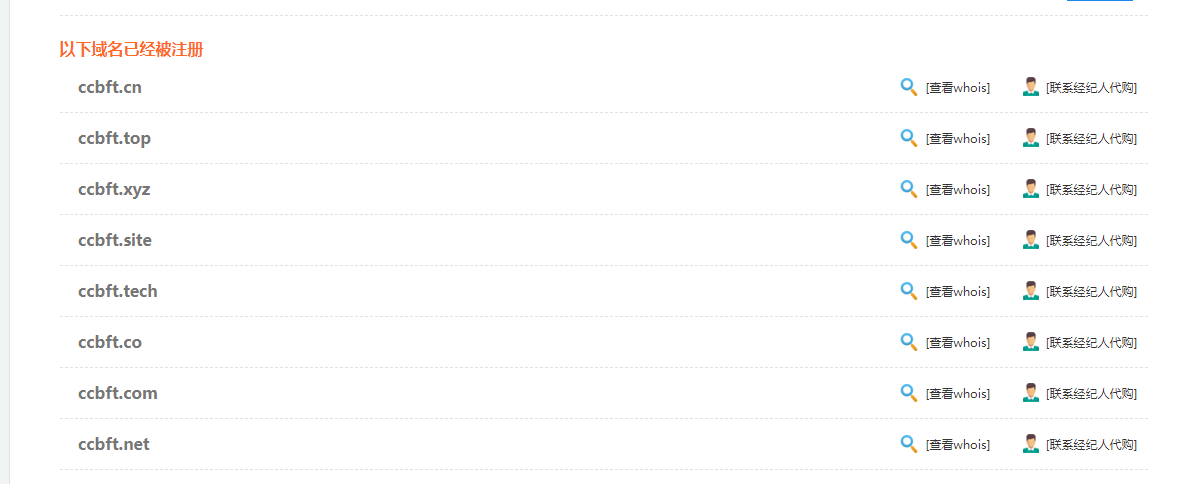 以下域名已经被注册
ccbft.cn [查看whois] [联系经纪人代购]
ccbft.top [查看whois] [联系经纪人代购]
ccbft.xyz [查看whois] [联系经纪人代购]
ccbft.site [查看whois] [联系经纪人代购]
ccbft.tech [查看whois] [联系经纪人代购]
ccbft.co [查看whois] [联系经纪人代购]
ccbft.com [查看whois] [联系经纪人代购]
ccbft.net [查看whois] [联系经纪人代购]